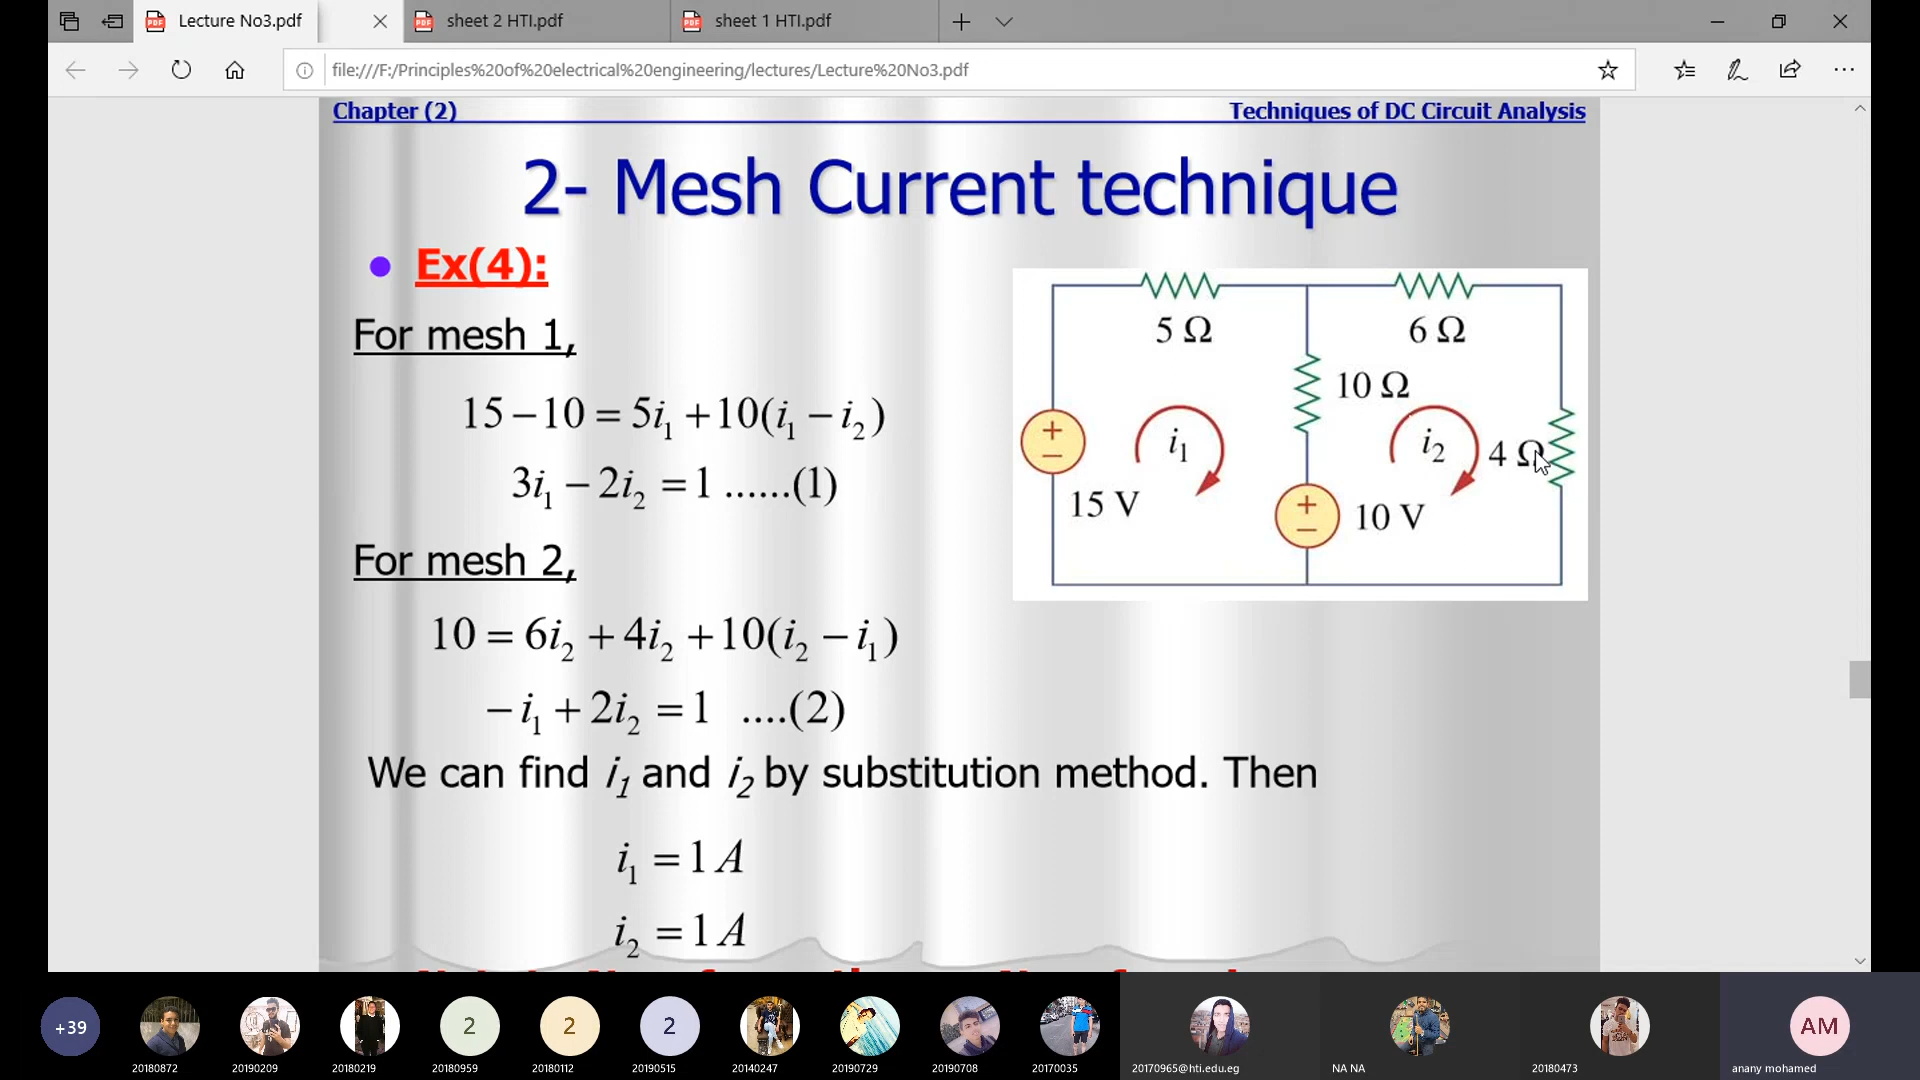 Lecture No3.pdf
sheet 2 HTI.pdf
sheet 1 HTI.pdf
file:///F:/Principles%20of%20electrical%20engineering/lectures/Lecture%20No3.pdf
Chapter (2)
Techniques of DC Circuit Analysis
2- Mesh Current technique
Ex(4):
For mesh 1,
15 − 10 = 5i₁ + 10(i₁ − i₂)
3i₁ − 2i₂ = 1 ......(1)
For mesh 2,
10 = 6i₂ + 4i₂ + 10(i₂ − i₁)
− i₁ + 2i₂ = 1 ....(2)
We can find i₁ and i₂ by substitution method. Then
i₁ = 1 A
i₂ = 1 A
5 Ω
6 Ω
10 Ω
i₁
i₂
4 Ω
15 V
10 V
+39
2
2
2
AM
20180872
20190209
20180219
20180959
20180112
20190515
20140247
20190729
20190708
20170035
20170965@hti.edu.eg
NA NA
20180473
anany mohamed